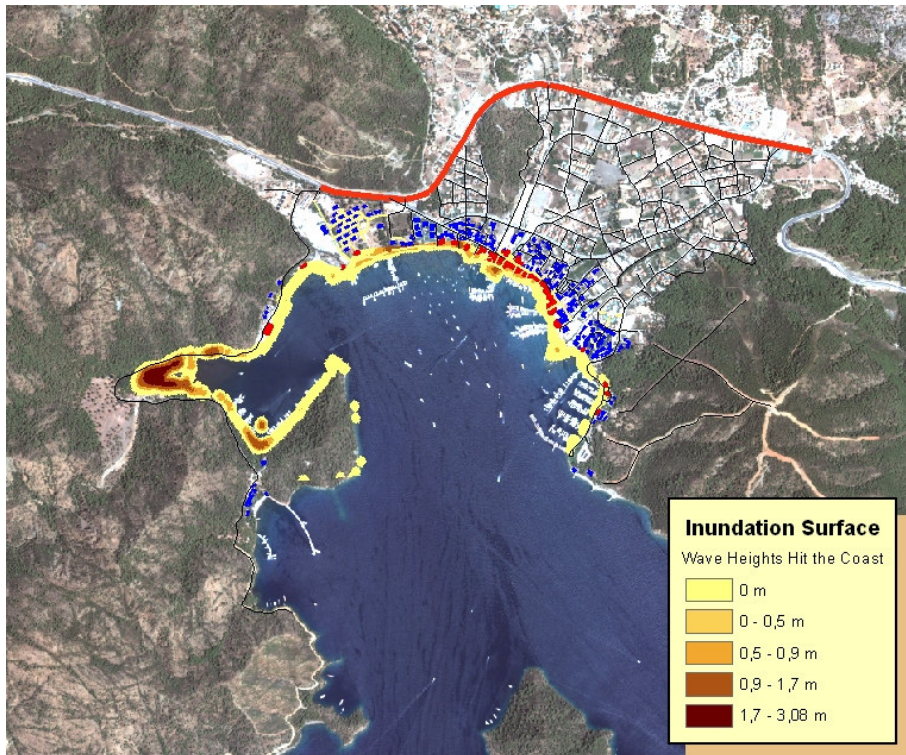 Inundation Surface
Wave Heights Hit the Coast
0 m
0 - 0,5 m
0,5 - 0,9 m
0,9 - 1,7 m
1,7 - 3,08 m